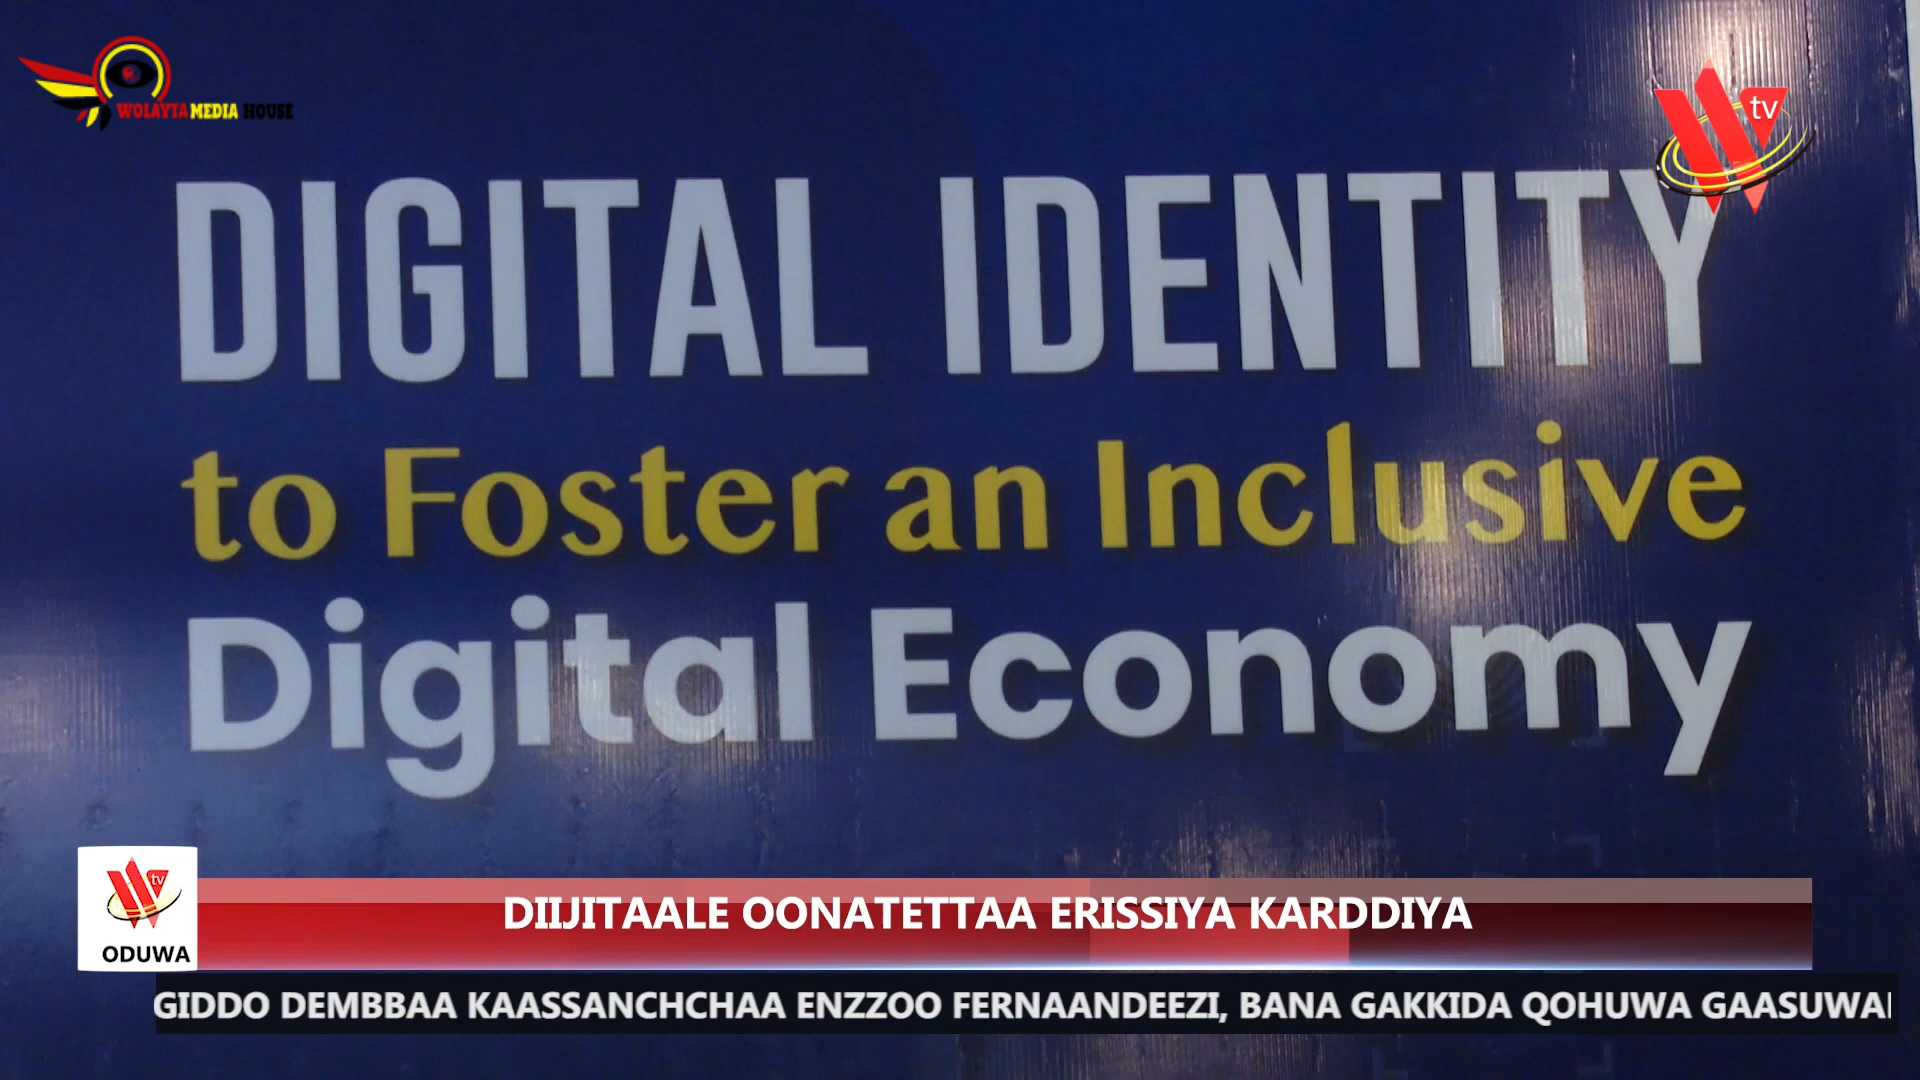 WOLAYTA MEDIA HOUSE
tv
DIGITAL IDENTITY
to Foster an Inclusive
Digital Economy
tv
ODUWA
DIIJITAALE OONATETTAA ERISSIYA KARDDIYA
GIDDO DEMBBAA KAASSANCHCHAA ENZZOO FERNAANDEEZI, BANA GAKKIDA QOHUWA GAASUWA